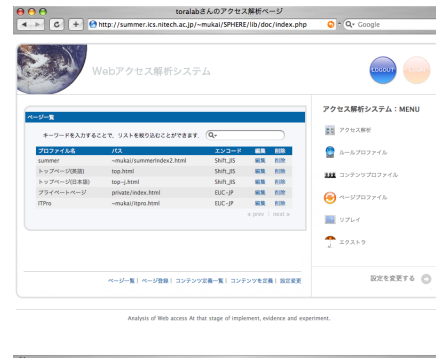 toralabさんのアクセス解析ページ
http://summer.ics.nitech.ac.jp/~mukai/SPHERE/lib/doc/index.php
Google
Webアクセス解析システム
LOGOUT
ページ一覧
キーワードを入力することで、リストを絞り込むことができます.
プロファイル名 パス エンコード 編集 削除
summer ~mukai/summerindex2.html Shift_JIS 編集 削除
トップページ(英語) top.html Shift_JIS 編集 削除
トップページ(日本語) top-j.html Shift_JIS 編集 削除
プライベートページ private/index.html EUC-JP 編集 削除
ITPro ~mukai/itpro.html EUC-JP 編集 削除
« prev | next »
ページ一覧 | ページ登録 | コンテンツ定義一覧 | コンテンツを定義 | 設定変更
アクセス解析システム:MENU
アクセス解析
ルールプロファイル
コンテンツプロファイル
ページプロファイル
リプレイ
エクストラ
設定を変更する
Analysis of Web access At that stage of implement, evidence and experiment.